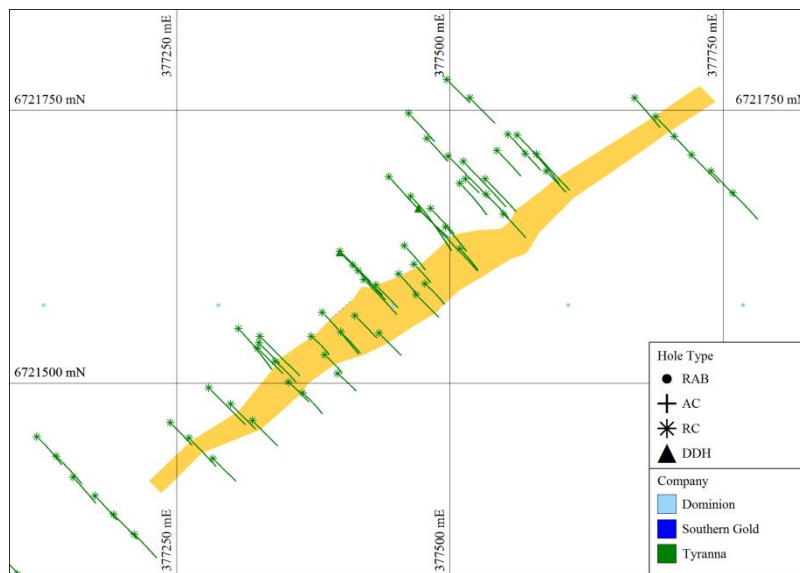 377250 mE
377500 mE
377750 mE
6721750 mN
6721750 mN
6721500 mN
377250 mE
377500 mE
Hole Type
RAB
AC
RC
DDH
Company
Dominion
Southern Gold
Tyranna